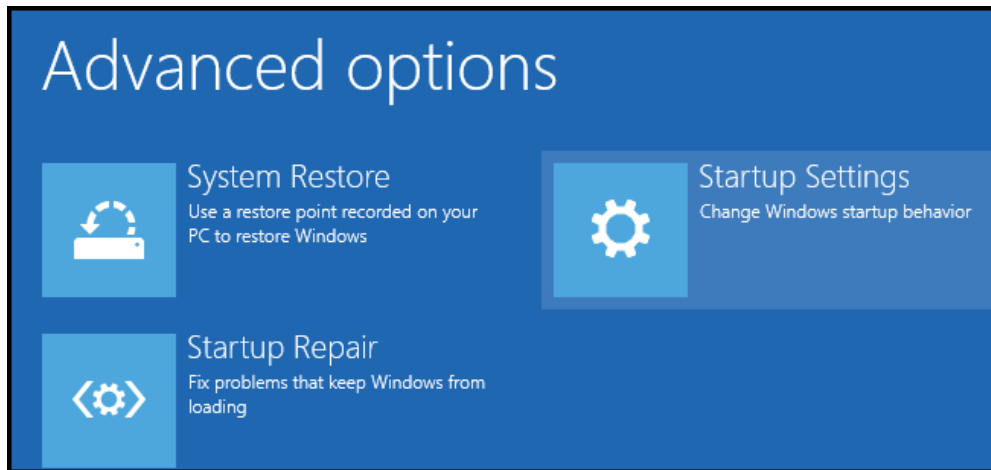 Advanced options
System Restore
Use a restore point recorded on your
PC to restore Windows
Startup Settings
Change Windows startup behavior
Startup Repair
Fix problems that keep Windows from
loading